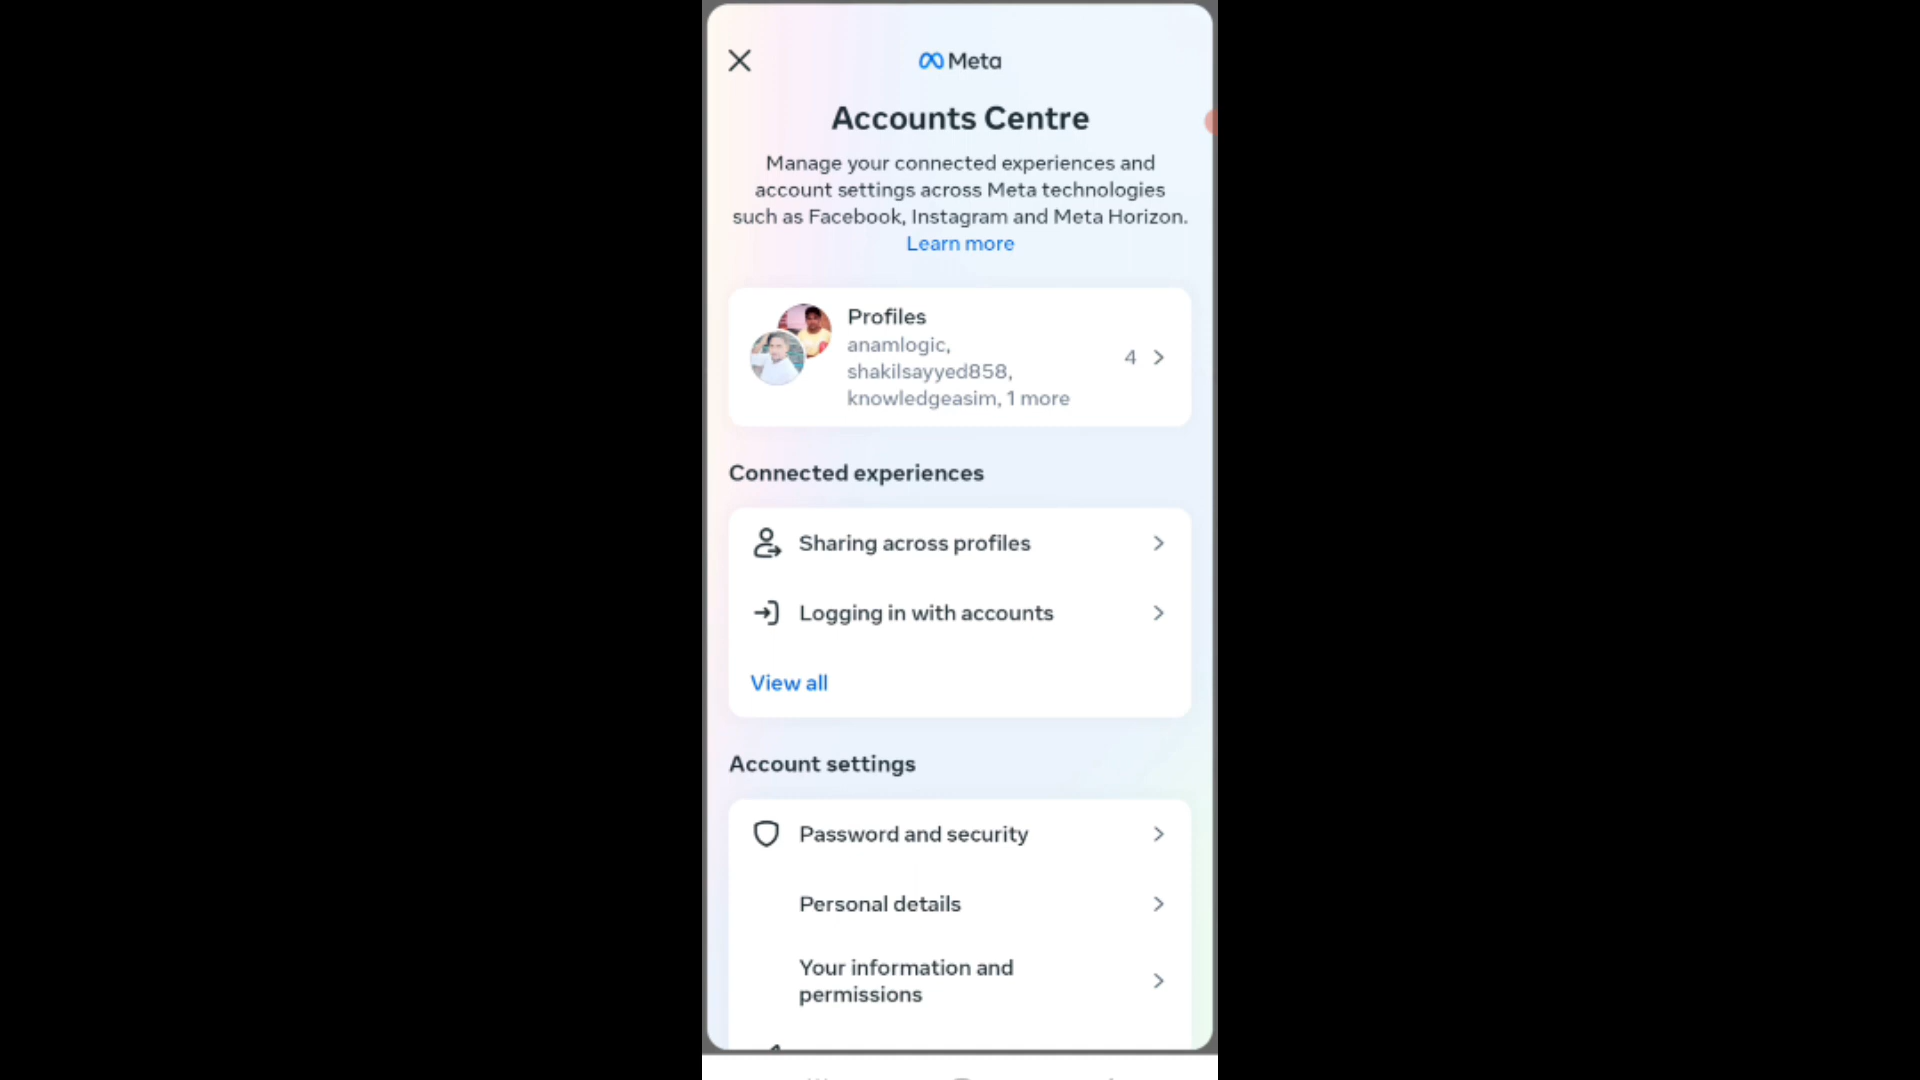 Meta
Accounts Centre
Manage your connected experiences and
account settings across Meta technologies
such as Facebook, Instagram and Meta Horizon.
Learn more
Profiles
anamlogic,
shakilsayyed858,
knowledgeasim, 1 more
4
Connected experiences
Sharing across profiles
Logging in with accounts
View all
Account settings
Password and security
Personal details
Your information and
permissions